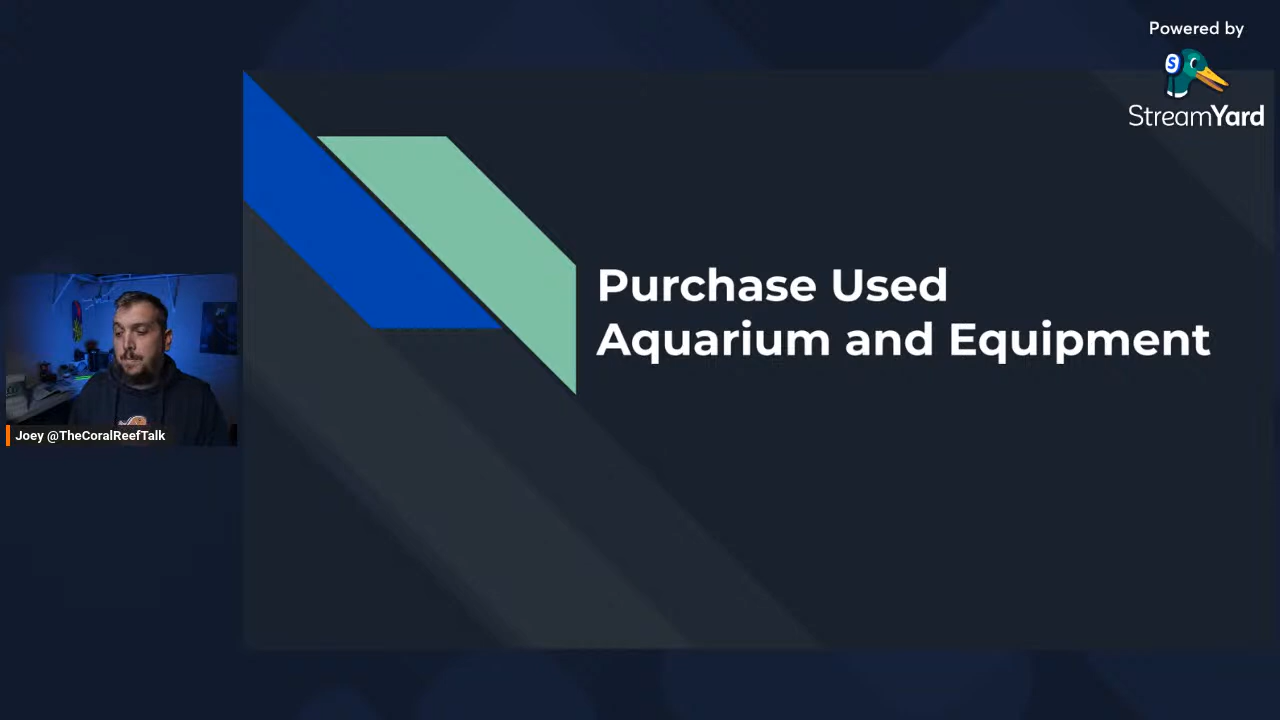 Powered by
StreamYard
Purchase Used
Aquarium and Equipment
Joey @TheCoralReefTalk